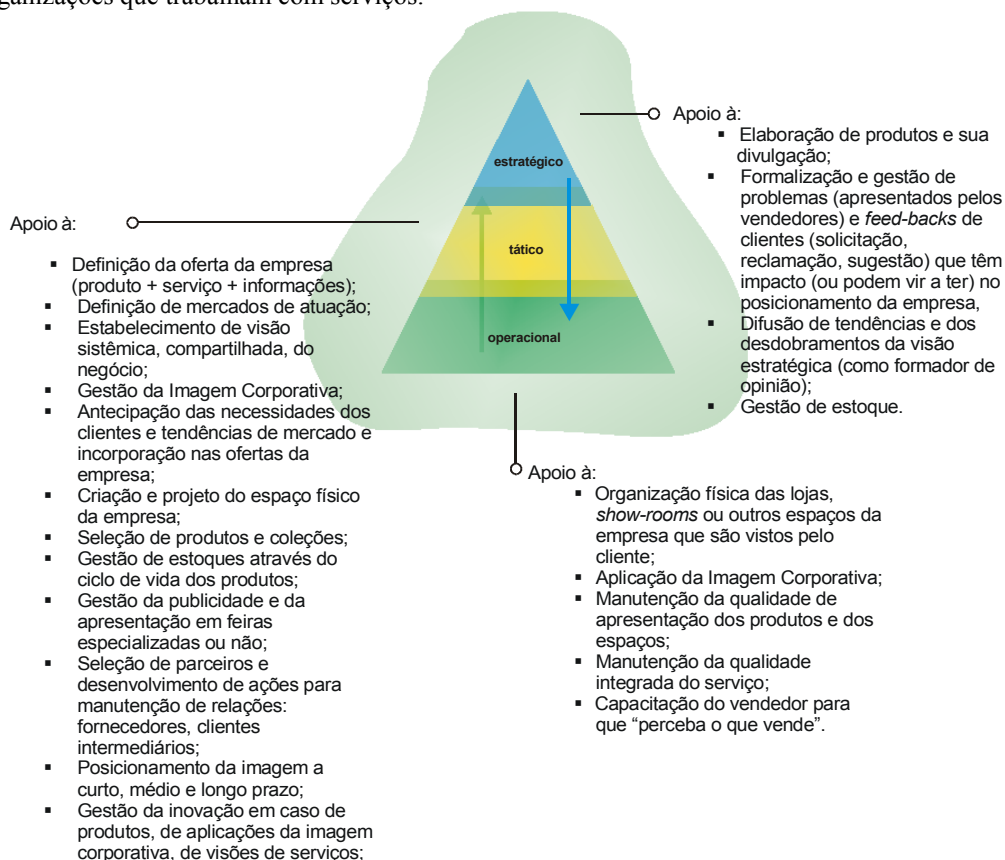 ganizações que trabalham com serviços.
Apoio à:
▪ Elaboração de produtos e sua
divulgação;
▪ Formalização e gestão de
problemas (apresentados pelos
vendedores) e feed-backs de
clientes (solicitação,
reclamação, sugestão) que têm
impacto (ou podem vir a ter) no
posicionamento da empresa,
▪ Difusão de tendências e dos
desdobramentos da visão
estratégica (como formador de
opinião);
▪ Gestão de estoque.
estratégico
tático
operacional
Apoio à:
▪ Definição da oferta da empresa
(produto + serviço + informações);
▪ Definição de mercados de atuação;
▪ Estabelecimento de visão
sistêmica, compartilhada, do
negócio;
▪ Gestão da Imagem Corporativa;
▪ Antecipação das necessidades dos
clientes e tendências de mercado e
incorporação nas ofertas da
empresa;
▪ Criação e projeto do espaço físico
da empresa;
▪ Seleção de produtos e coleções;
▪ Gestão de estoques através do
ciclo de vida dos produtos;
▪ Gestão da publicidade e da
apresentação em feiras
especializadas ou não;
▪ Seleção de parceiros e
desenvolvimento de ações para
manutenção de relações:
fornecedores, clientes
intermediários;
▪ Posicionamento da imagem a
curto, médio e longo prazo;
▪ Gestão da inovação em caso de
produtos, de aplicações da imagem
corporativa, de visões de serviços;
Apoio à:
▪ Organização física das lojas,
show-rooms ou outros espaços da
empresa que são vistos pelo
cliente;
▪ Aplicação da Imagem Corporativa;
▪ Manutenção da qualidade de
apresentação dos produtos e dos
espaços;
▪ Manutenção da qualidade
integrada do serviço;
▪ Capacitação do vendedor para
que “perceba o que vende”.